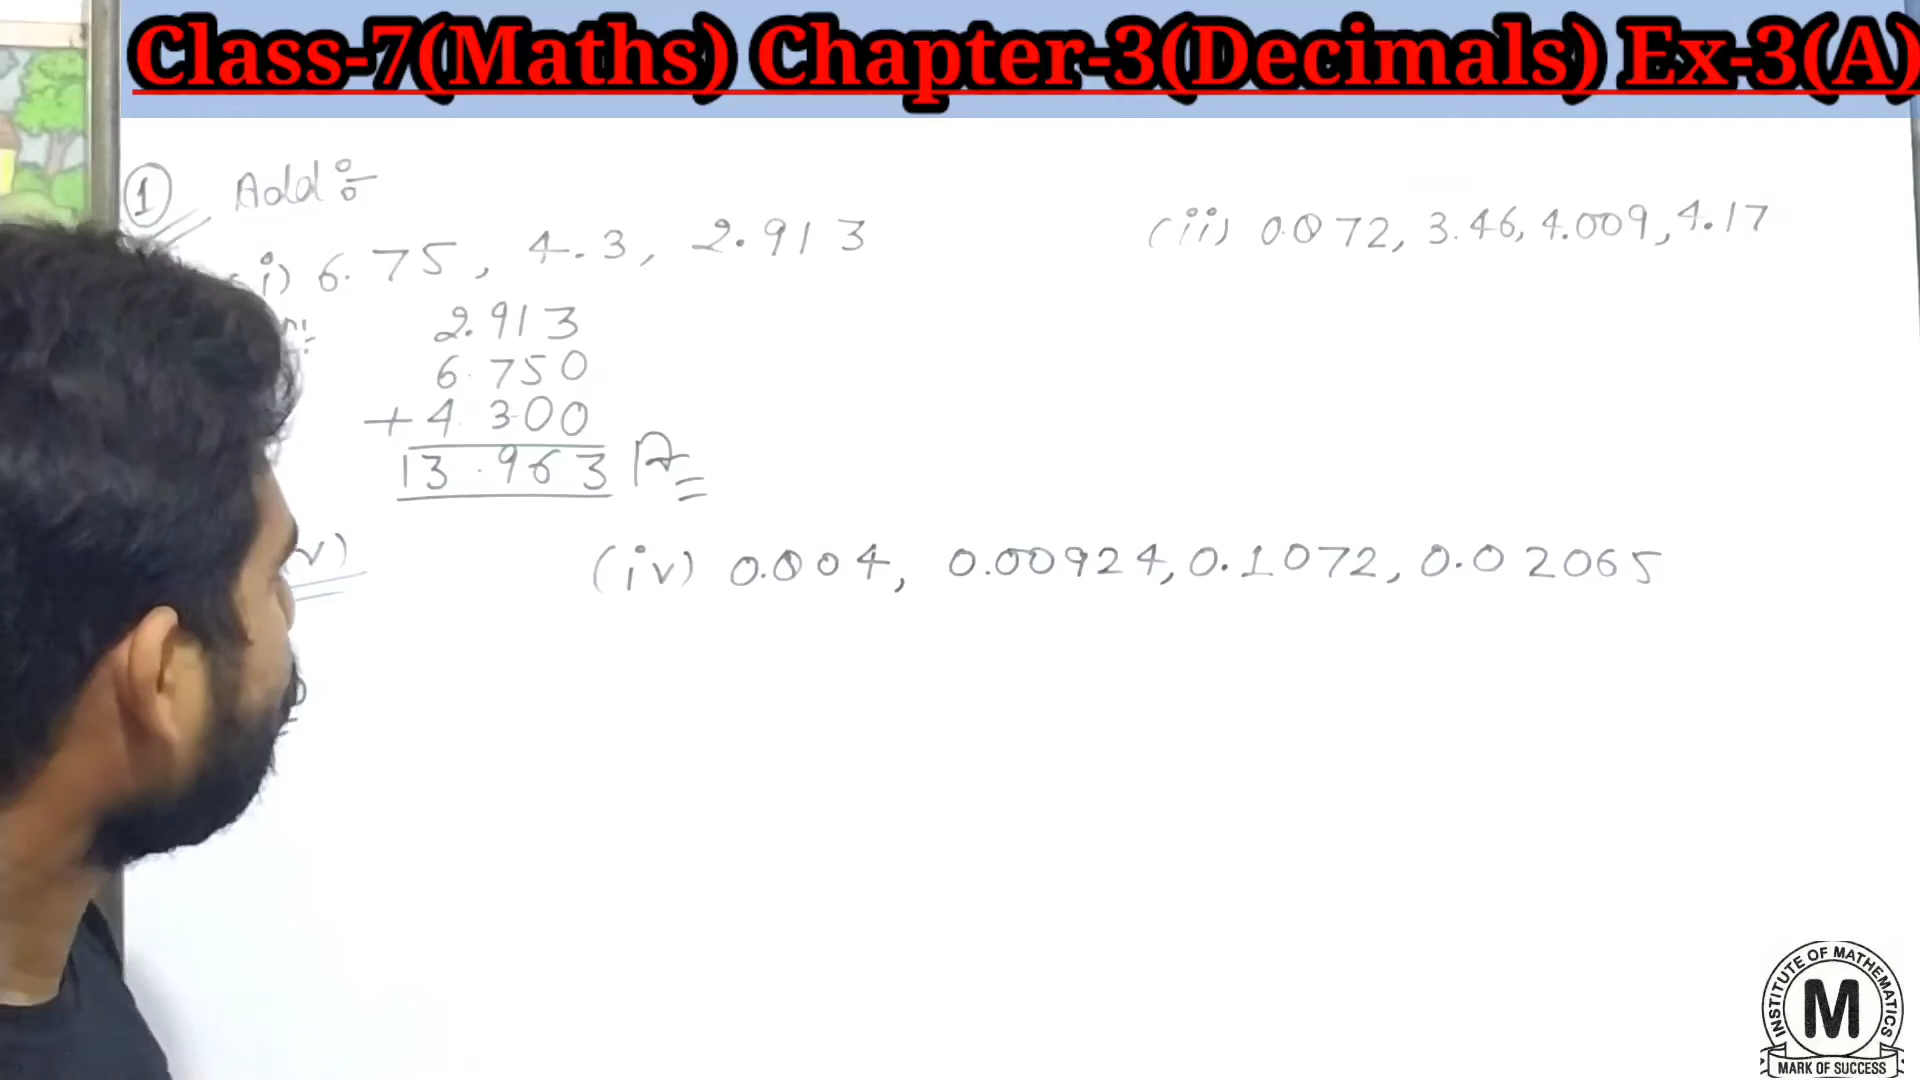 Class-7(Maths) Chapter-3(Decimals) Ex-3(A)
1 Add :-
i) 6.75, 4.3, 2.913
(ii) 0.072, 3.46, 4.009, 4.17
2.913
6.750
+4.300
13.963
v)
(iv) 0.004, 0.00924, 0.1072, 0.02065
INSTITUTE OF MATHEMATICS
M
MARK OF SUCCESS